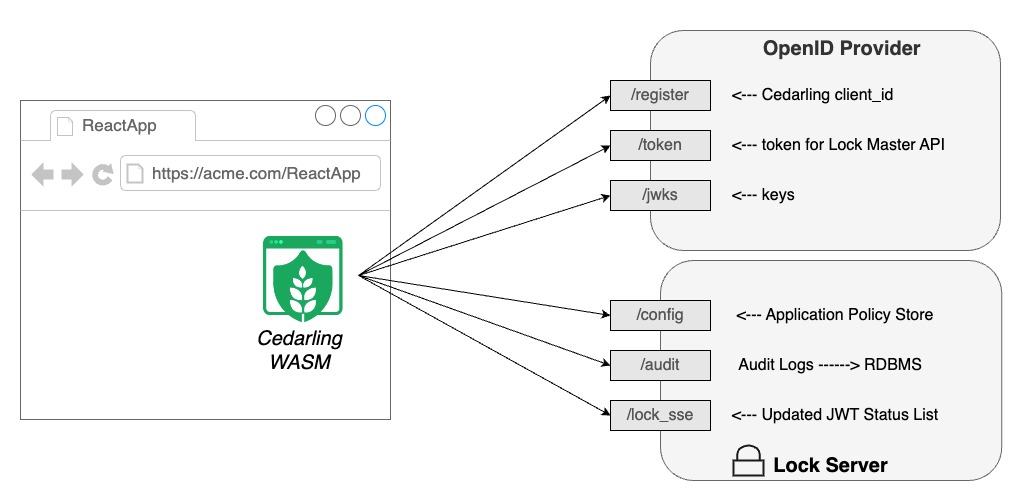 OpenID Provider
/register <--- Cedarling client_id
/token <--- token for Lock Master API
/jwks <--- keys
ReactApp
https://acme.com/ReactApp
Cedarling
WASM
/config <--- Application Policy Store
/audit Audit Logs ------> RDBMS
/lock_sse <--- Updated JWT Status List
Lock Server